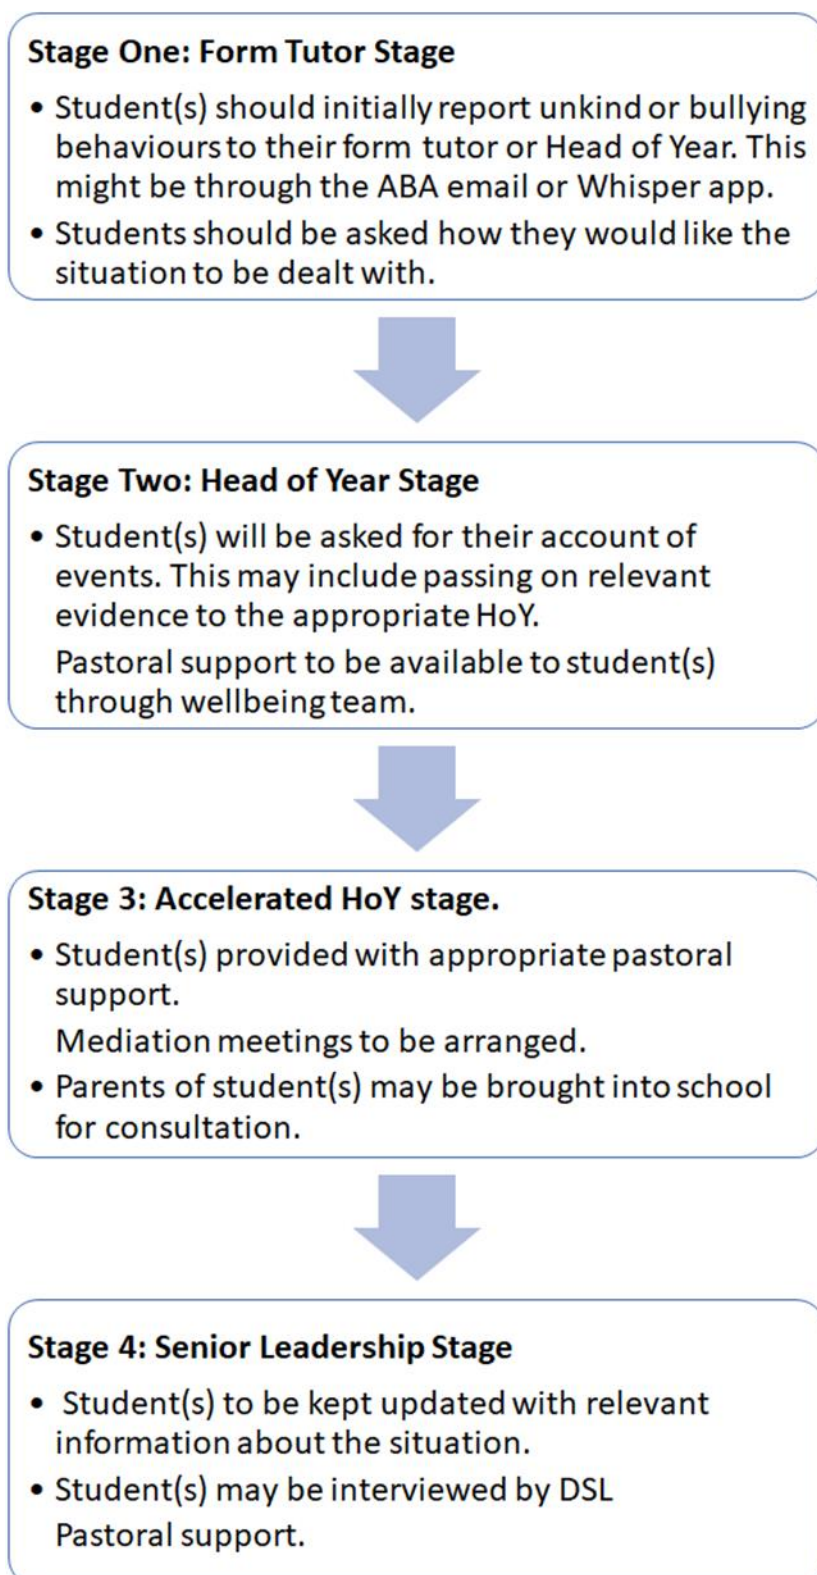 Stage One: Form Tutor Stage
• Student(s) should initially report unkind or bullying
behaviours to their form tutor or Head of Year. This
might be through the ABA email or Whisper app.
• Students should be asked how they would like the
situation to be dealt with.
Stage Two: Head of Year Stage
• Student(s) will be asked for their account of
events. This may include passing on relevant
evidence to the appropriate HoY.
Pastoral support to be available to student(s)
through wellbeing team.
Stage 3: Accelerated HoY stage.
• Student(s) provided with appropriate pastoral
support.
Mediation meetings to be arranged.
• Parents of student(s) may be brought into school
for consultation.
Stage 4: Senior Leadership Stage
• Student(s) to be kept updated with relevant
information about the situation.
• Student(s) may be interviewed by DSL
Pastoral support.